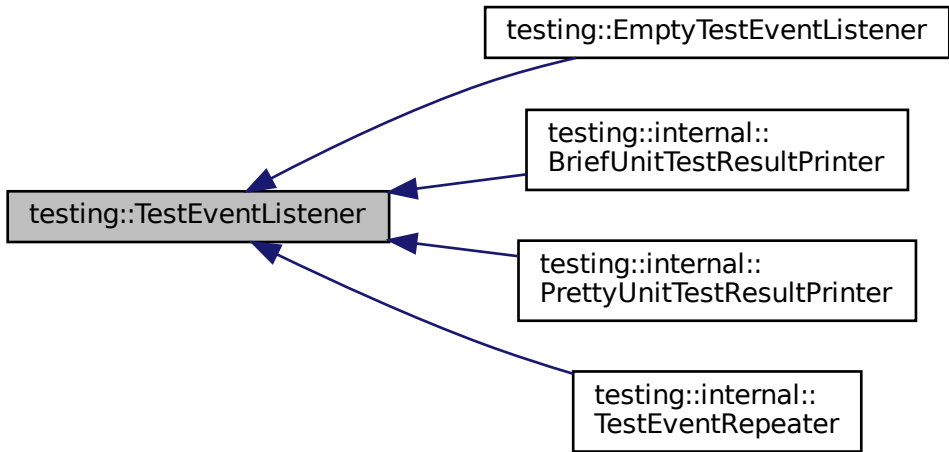 testing::EmptyTestEventListener
testing::internal::
BriefUnitTestResultPrinter
testing::TestEventListener
testing::internal::
PrettyUnitTestResultPrinter
testing::internal::
TestEventRepeater